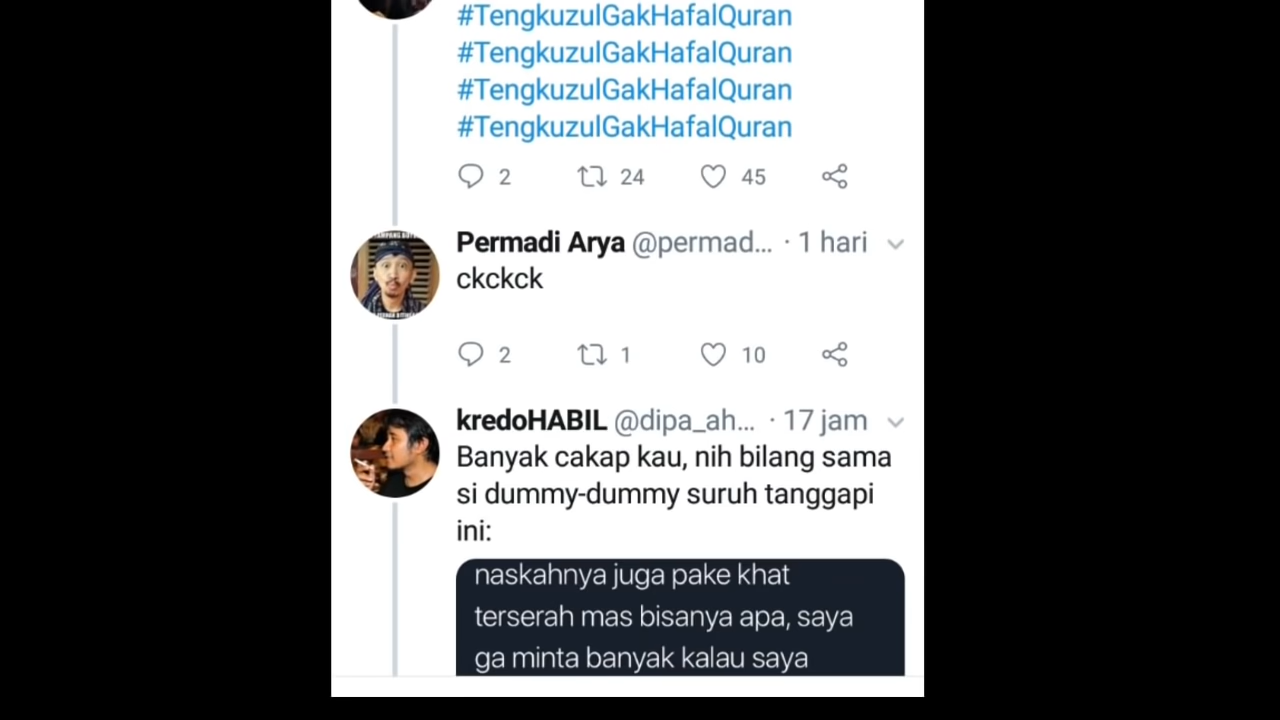 #TengkuzulGakHafalQuran
#TengkuzulGakHafalQuran
#TengkuzulGakHafalQuran
#TengkuzulGakHafalQuran
2 24 45
Permadi Arya @permad... · 1 hari
ckckck
2 1 10
kredoHABIL @dipa_ah... · 17 jam
Banyak cakap kau, nih bilang sama
si dummy-dummy suruh tanggapi
ini:
naskahnya juga pake khat
terserah mas bisanya apa, saya
ga minta banyak kalau saya